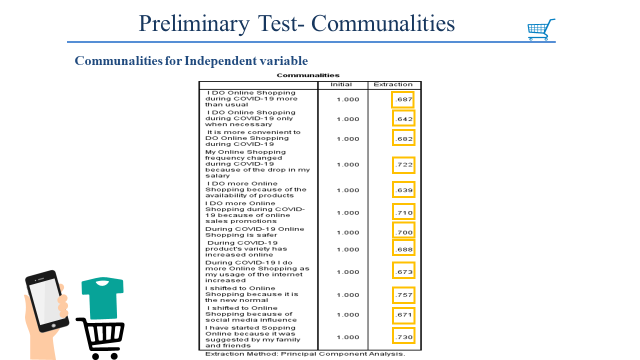 Preliminary Test- Communalities
Communalities for Independent variable
Communalities
Initial Extraction
I DO Online Shopping
during COVID-19 more
than usual
1.000 .687
I DO Online Shopping
during COVID-19 only
when necessary
1.000 .642
It is more convenient to
DO Online Shopping
during COVID-19
1.000 .682
My Online Shopping
frequency changed
during COVID-19
because of the drop in my
salary
1.000 .722
I DO more Online
Shopping because of the
availability of products
1.000 .639
I DO more Online
Shopping during COVID-
19 because of online
sales promotions
1.000 .710
During COVID-19 Online
Shopping is safer
1.000 .700
During COVID-19
product's variety has
increased online
1.000 .688
During COVID-19 I do
more Online Shopping as
my usage of the internet
increased
1.000 .673
I shifted to Online
Shopping because it is
the new normal
1.000 .757
I shifted to Online
Shopping because of
social media influence
1.000 .671
I have started Sopping
Online because it was
suggested by my family
and friends
1.000 .730
Extraction Method: Principal Component Analysis.